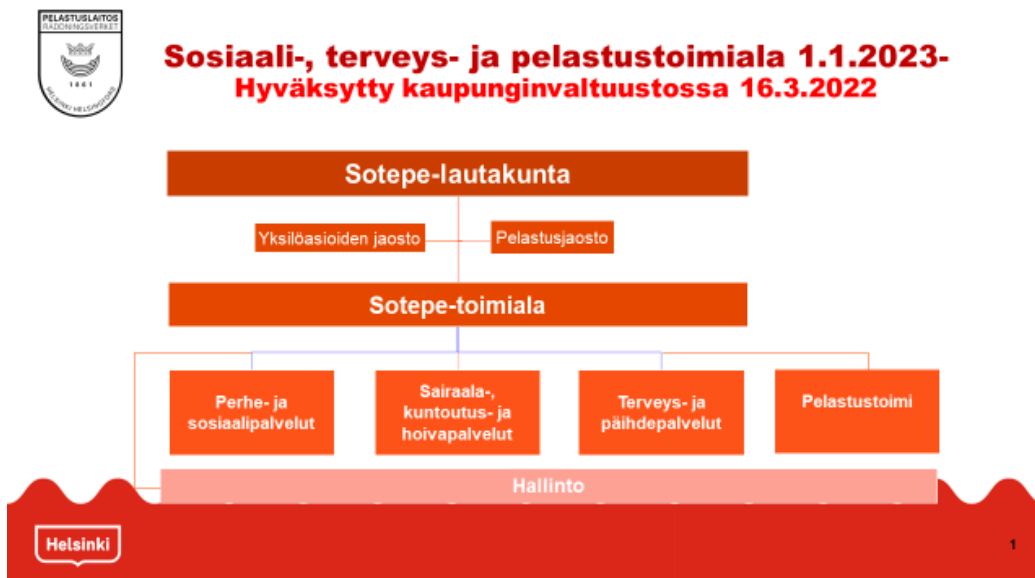 PELASTUSLAITOS
RÄDDNINGSVERKET
1861
HELSINKI HELSINGFORS
Sosiaali-, terveys- ja pelastustoimiala 1.1.2023-
Hyväksytty kaupunginvaltuustossa 16.3.2022
Sotepe-lautakunta
Yksilöasioiden jaosto
Pelastusjaosto
Sotepe-toimiala
Perhe- ja
sosiaalipalvelut
Sairaala-,
kuntoutus- ja
hoivapalvelut
Terveys- ja
päihdepalvelut
Pelastustoimi
Hallinto
Helsinki
1